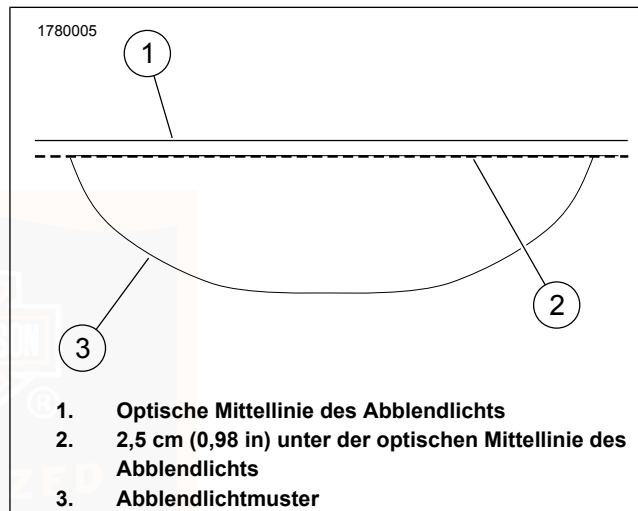 1780005
1
2
3
1. Optische Mittellinie des Abblendlichts
2. 2,5 cm (0,98 in) unter der optischen Mittellinie des
Abblendlichts
3. Abblendlichtmuster